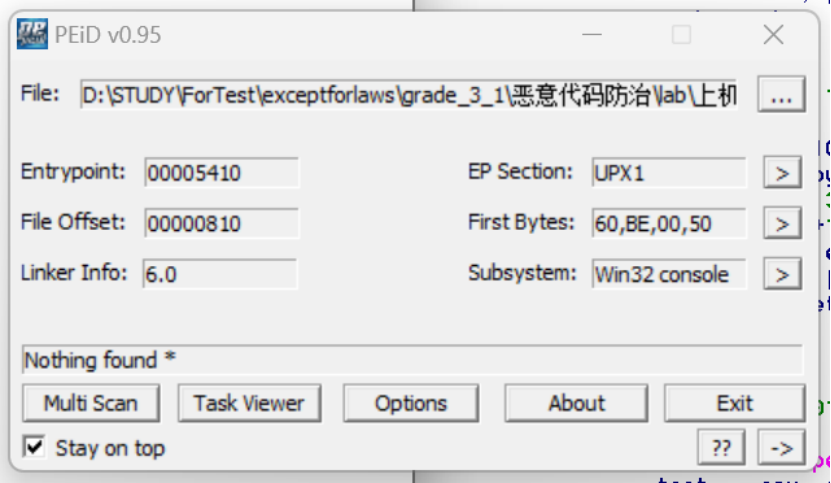 PEiD v0.95
File: D:\STUDY\ForTest\exceptforlaws\grade_3_1\恶意代码防治\lab\上机 ...
Entrypoint: 00005410 EP Section: UPX1 >
File Offset: 00000810 First Bytes: 60,BE,00,50 >
Linker Info: 6.0 Subsystem: Win32 console >
Nothing found *
Multi Scan Task Viewer Options About Exit
Stay on top ?? ->